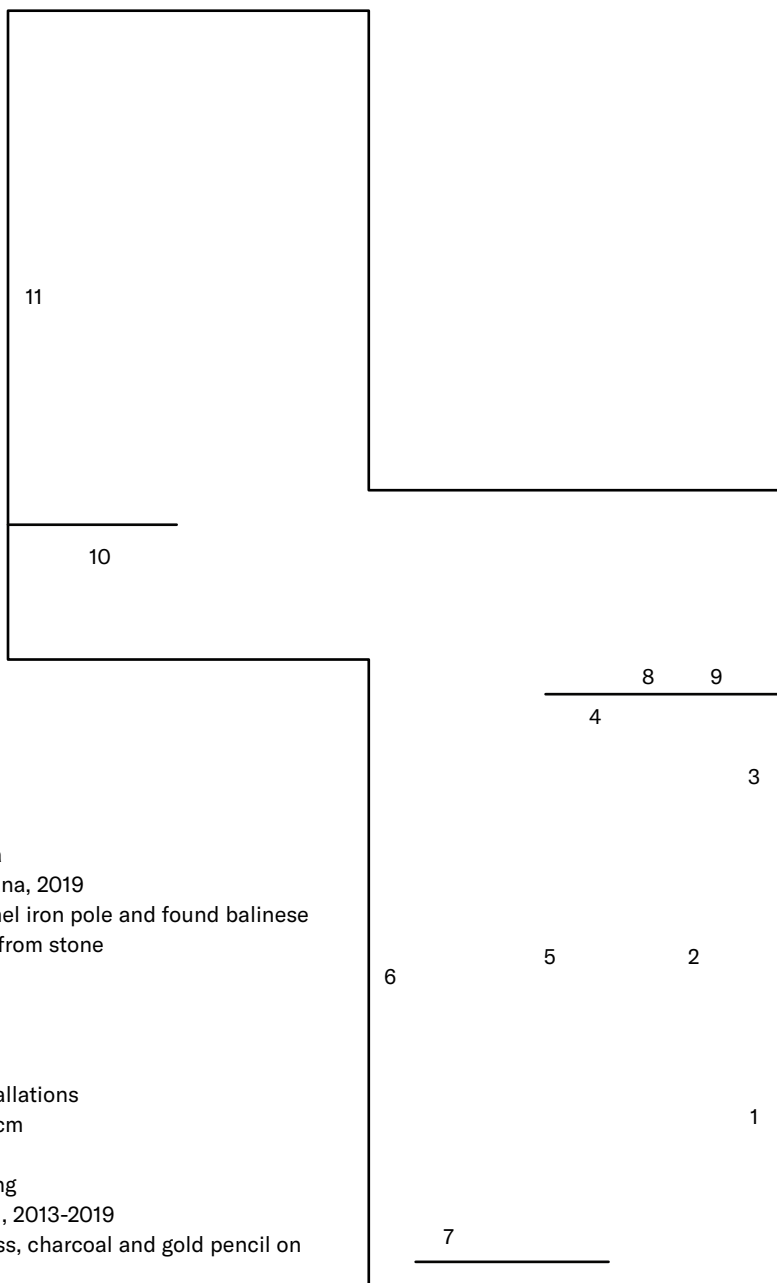 11
10
8 9
4
3
na, 2019
el iron pole and found balinese
from stone
5 2
6
allations
cm
1
ng
, 2013-2019
ss, charcoal and gold pencil on
7